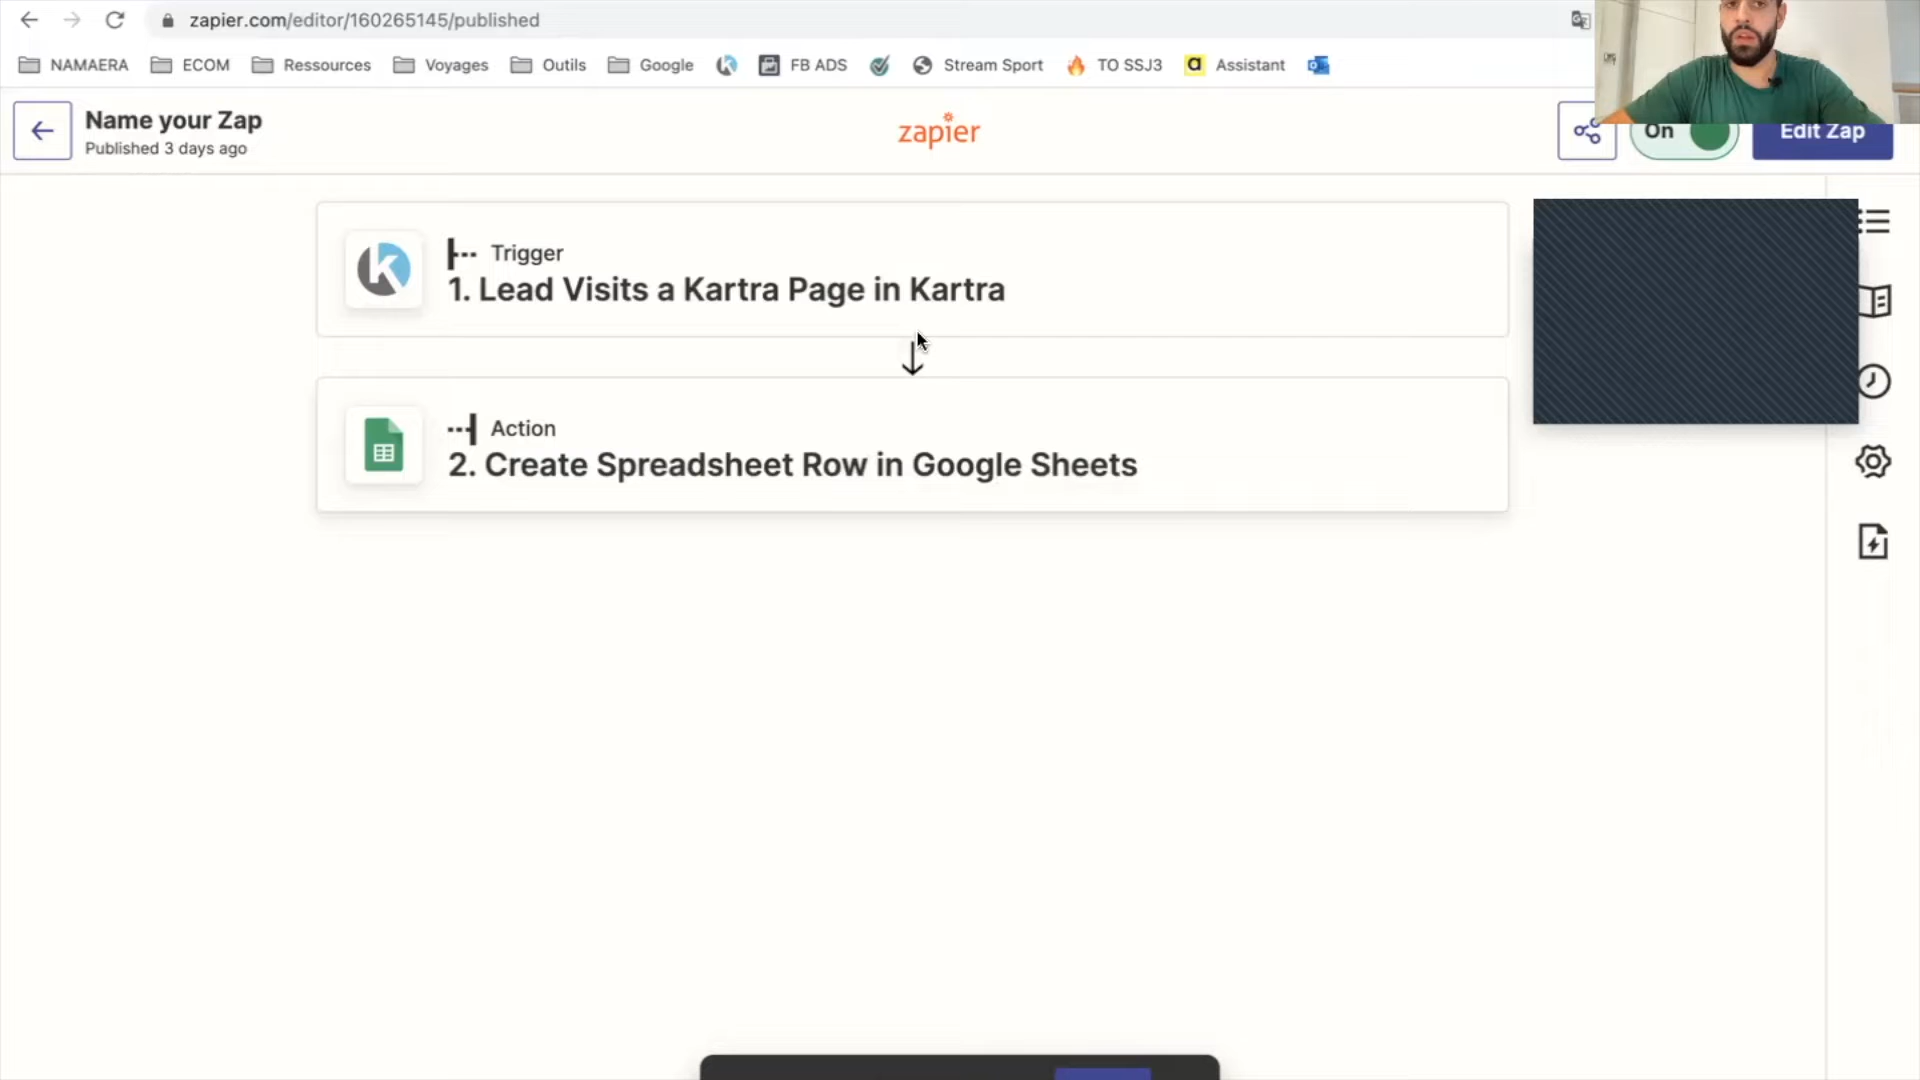 zapier.com/editor/160265145/published
NAMAERA
ECOM
Ressources
Voyages
Outils
Google
FB ADS
Stream Sport
TO SSJ3
a Assistant
Name your Zap
Published 3 days ago
zapier
On
Edit Zap
K
Trigger
1. Lead Visits a Kartra Page in Kartra
Action
2. Create Spreadsheet Row in Google Sheets